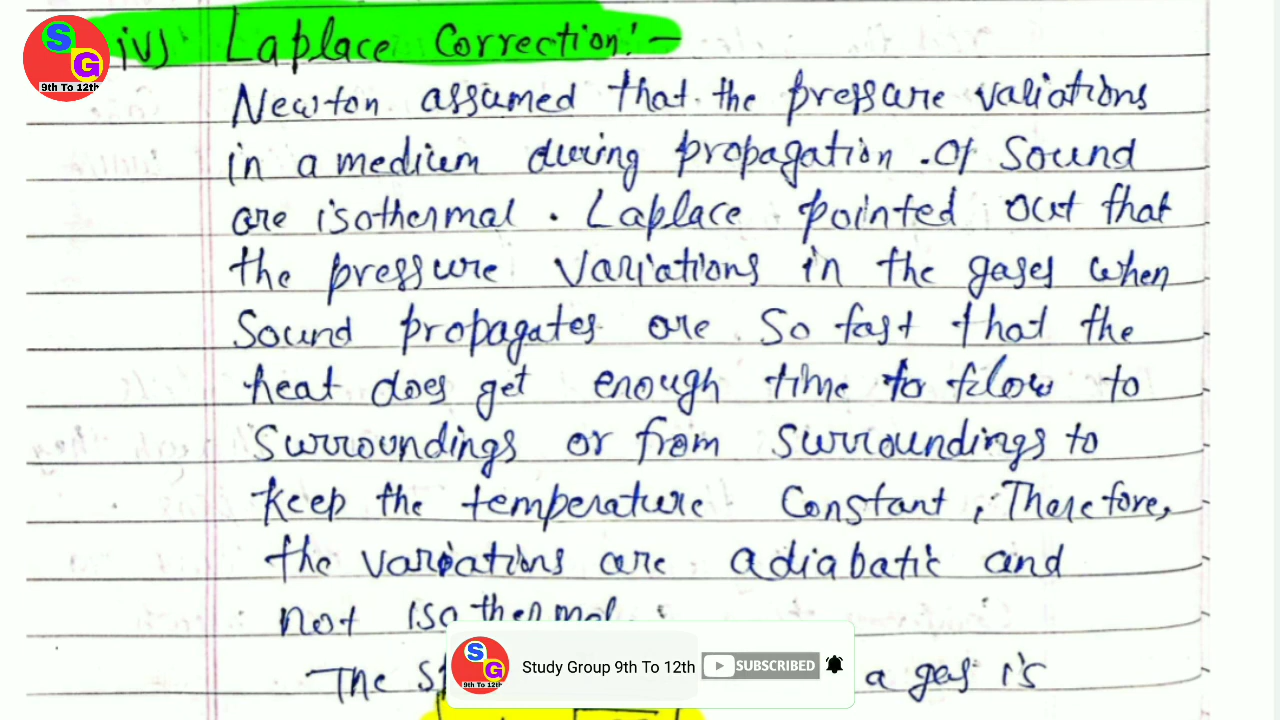 S
G
9th To 12th
iv) Laplace Correction:-
Newton assumed that the pressure variations
in a medium during propagation . Of Sound
are isothermal . Laplace pointed out that
the pressure variations in the gases when
Sound propagates are So fast that the
heat does get enough time to flow to
Surroundings or from surroundings to
keep the temperature Constant , Therefore,
the variations are adiabatic and
not isothermal.
S
G
9th To 12th
Study Group 9th To 12th
SUBSCRIBED
The a gas is